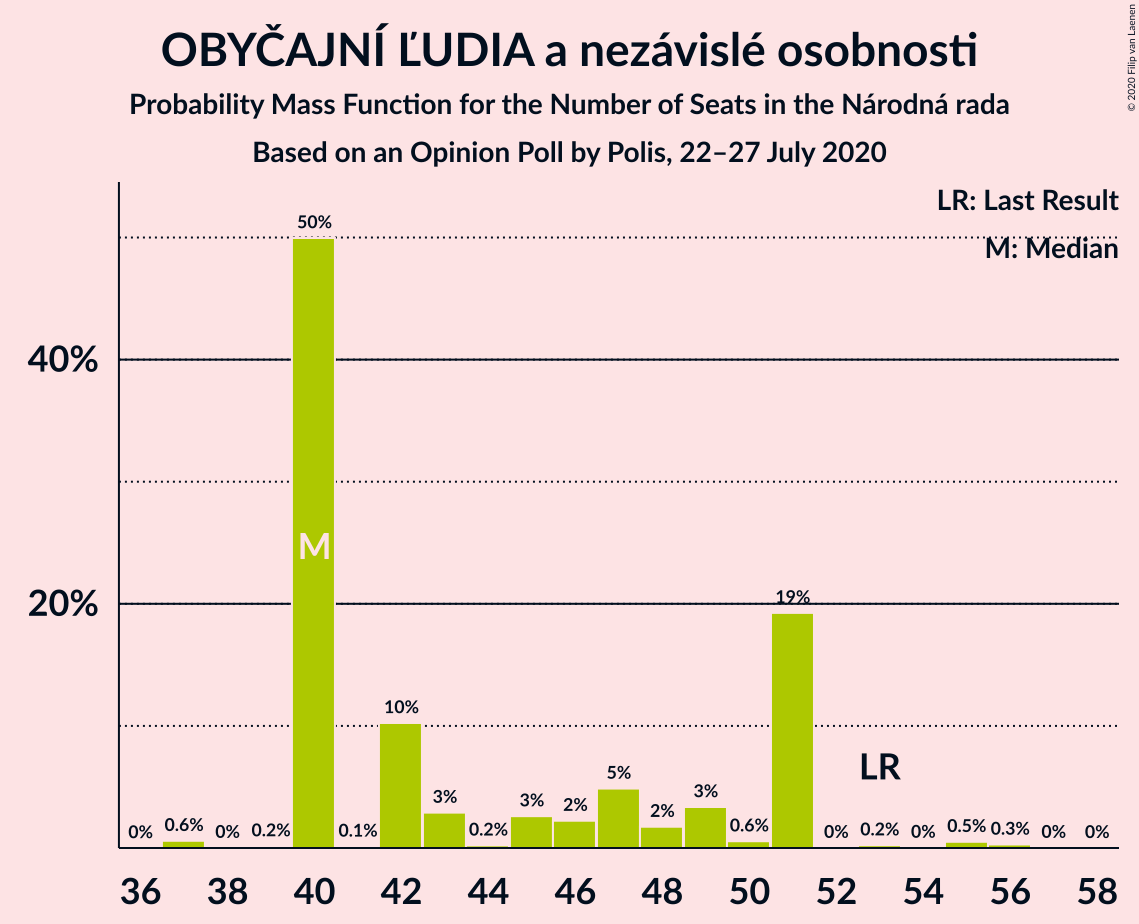 OBYČAJNÍ ĽUDIA a nezávislé osobnosti
Probability Mass Function for the Number of Seats in the Národná rada
Based on an Opinion Poll by Polis, 22–27 July 2020
© 2020 Filip van Laenen
LR: Last Result
M: Median
40%
20%
0%
0.6%
0%
0.2%
50%
M
0.1%
10%
3%
0.2%
3%
2%
5%
2%
3%
0.6%
19%
0%
LR
0.2%
0%
0.5%
0.3%
0%
0%
36 38 40 42 44 46 48 50 52 54 56 58